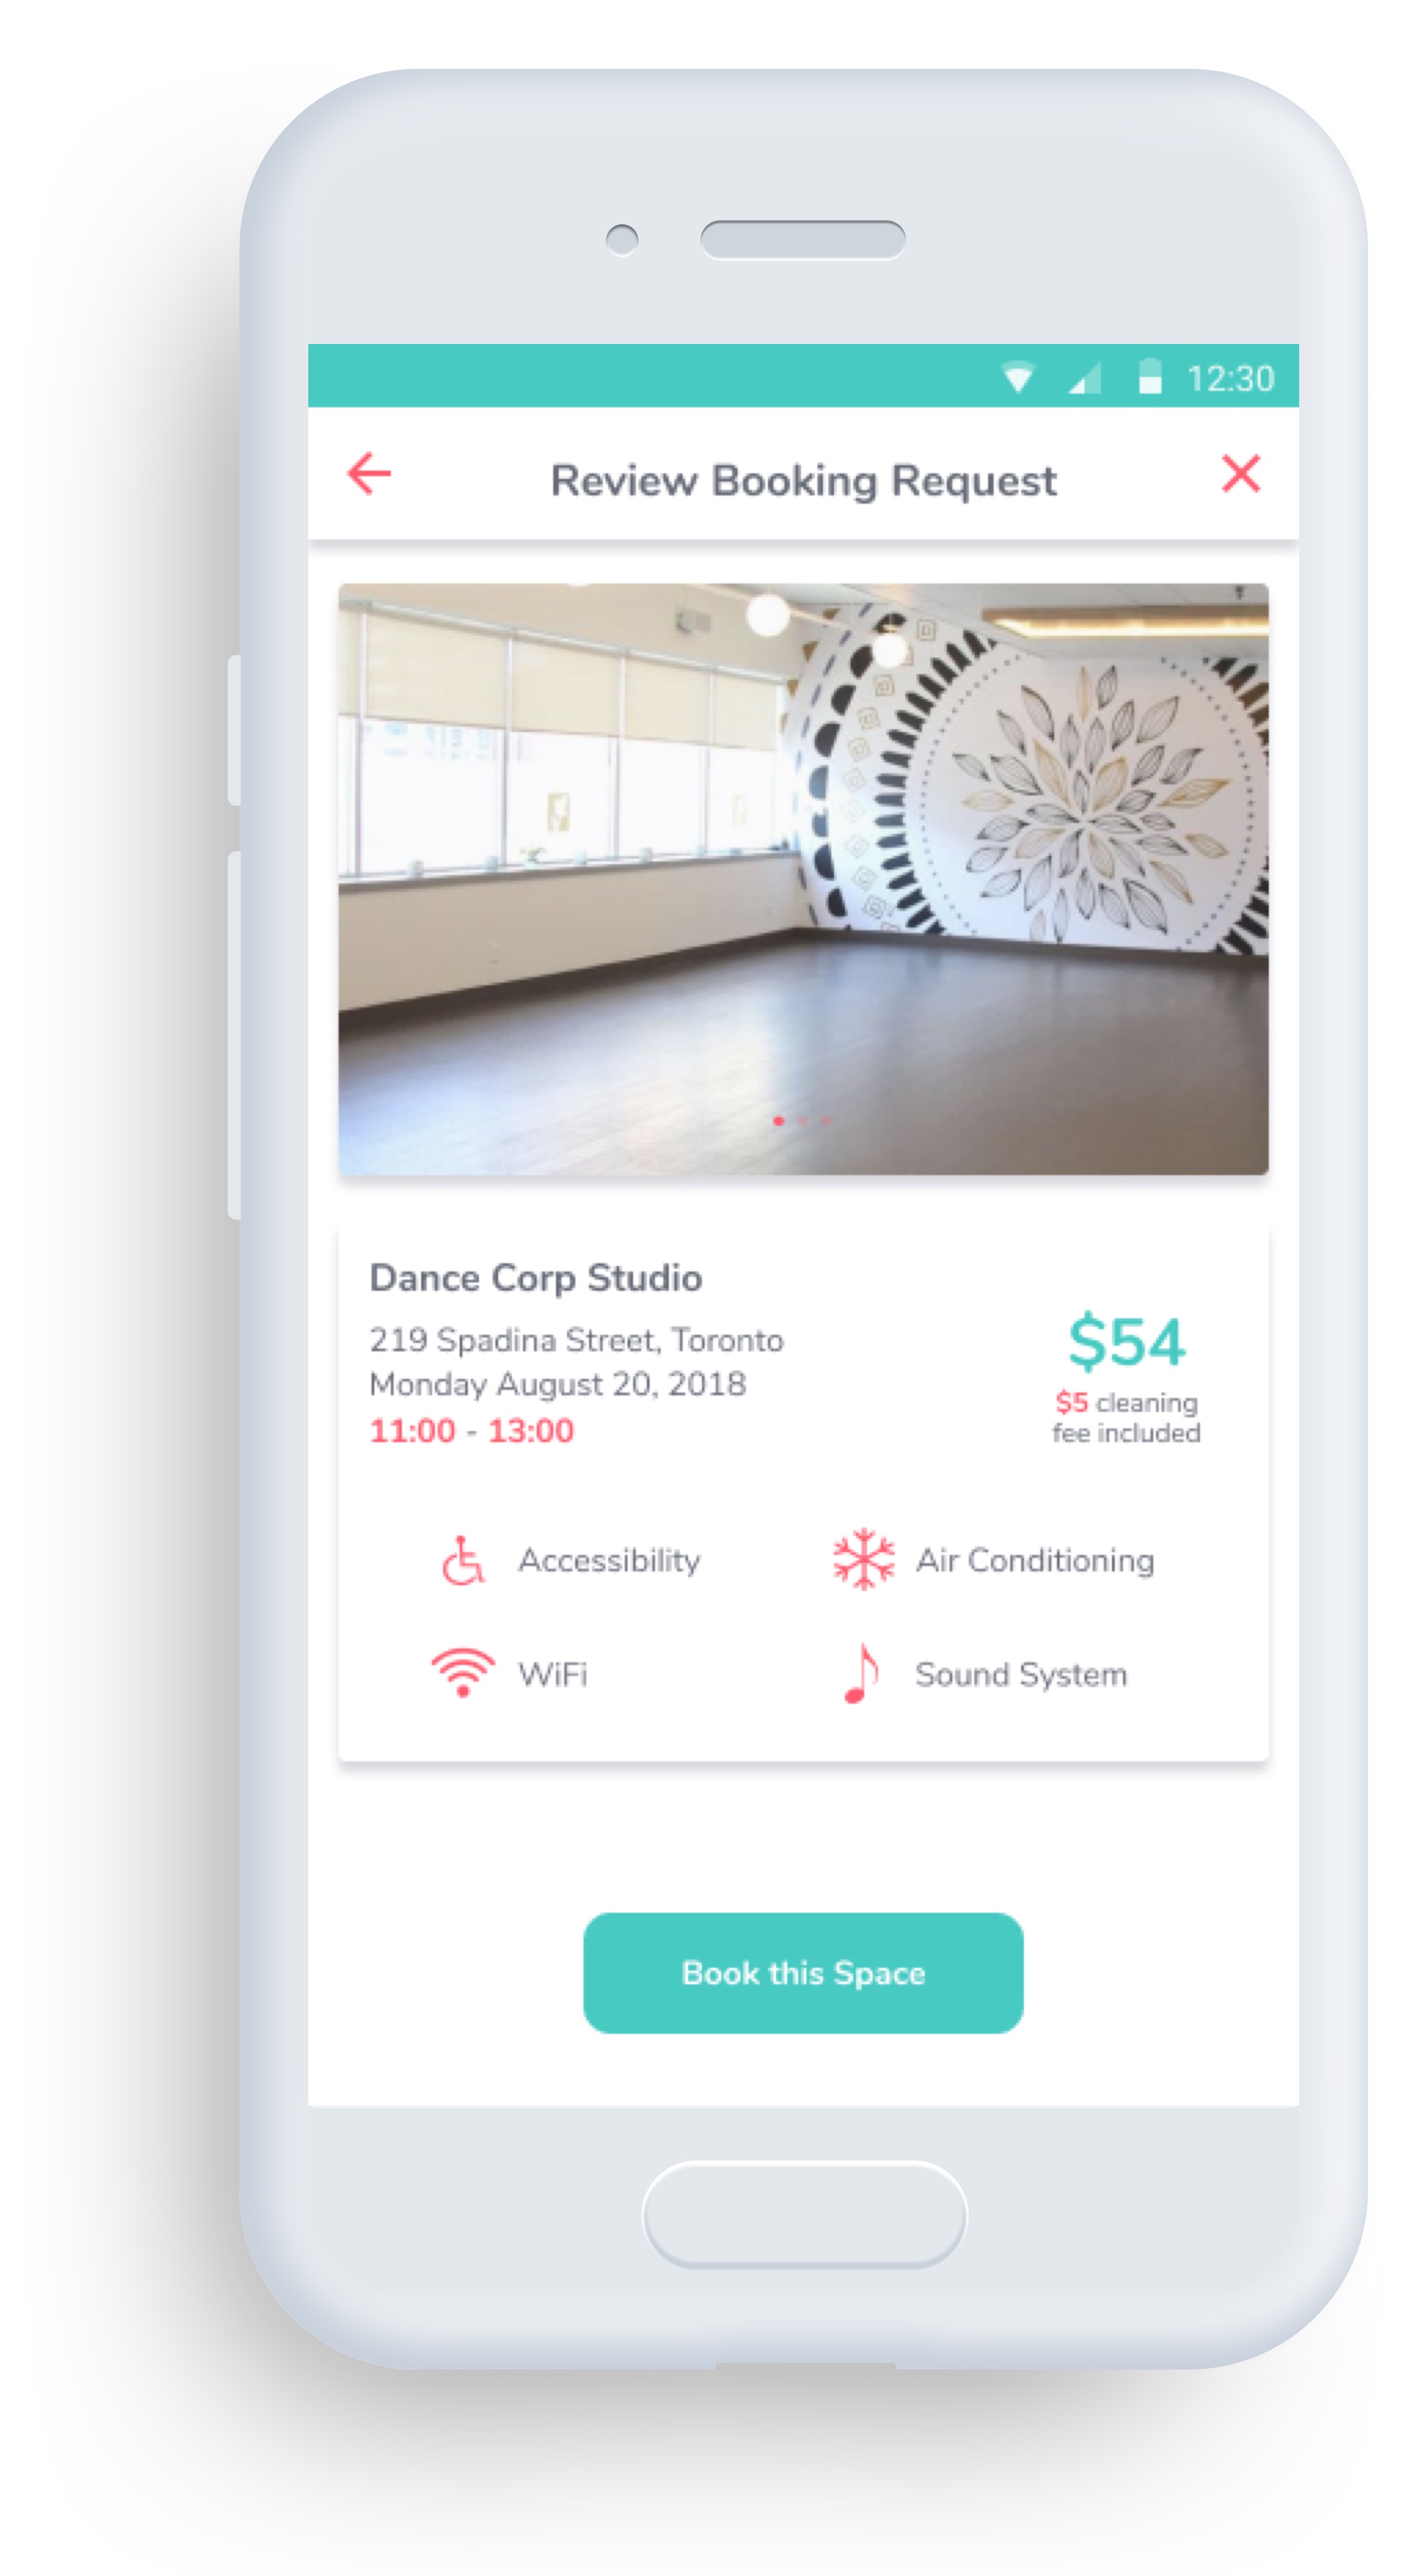 12:30
Review Booking Request
Dance Corp Studio
219 Spadina Street, Toronto
Monday August 20, 2018
11:00 - 13:00
$54
$5 cleaning
fee included
Accessibility
Air Conditioning
WiFi
Sound System
Book this Space